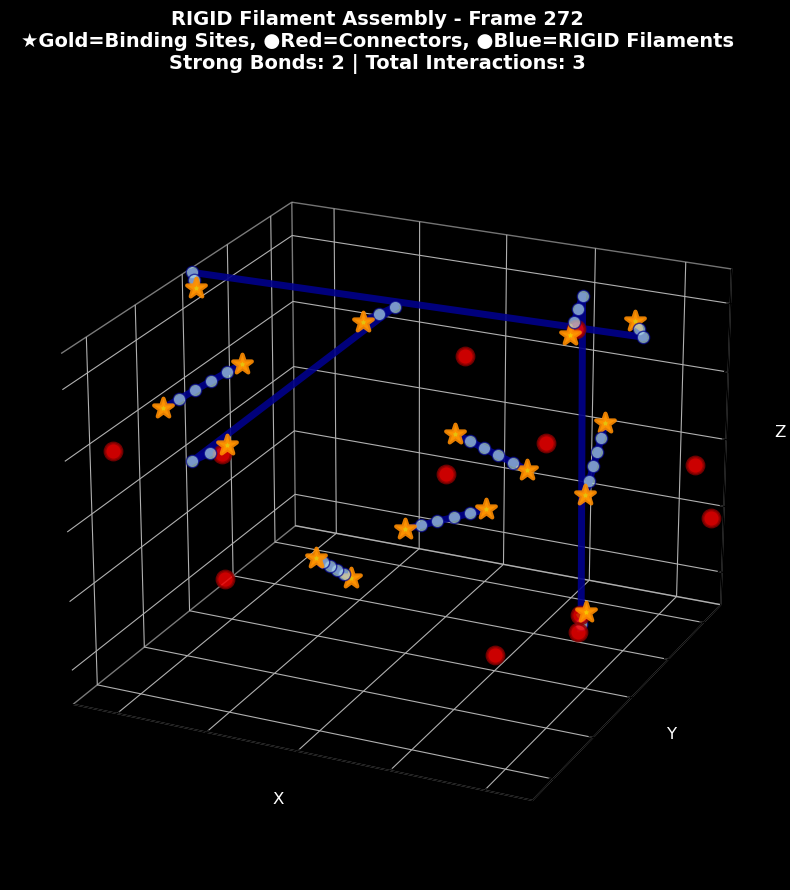 RIGID Filament Assembly - Frame 272
★Gold=Binding Sites, ●Red=Connectors, ●Blue=RIGID Filaments
Strong Bonds: 2 | Total Interactions: 3
Z
Y
X